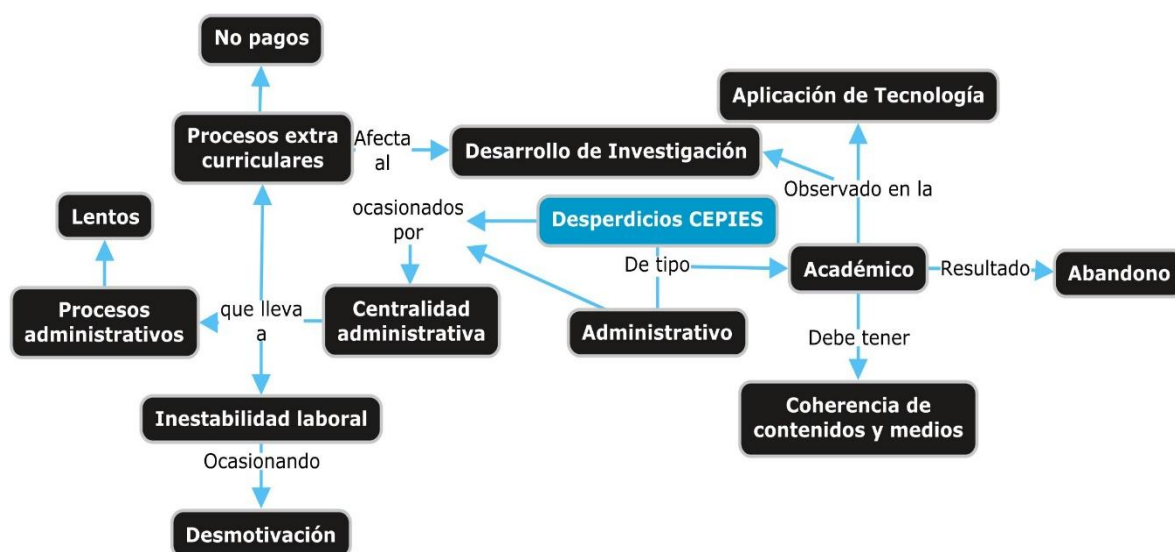 No pagos
Aplicación de Tecnología
Procesos extra
curriculares
Afecta
al
Desarrollo de Investigación
Observado en la
Lentos
ocasionados
por
Desperdicios CEPIES
De tipo
Académico
Resultado
Abandono
Procesos
administrativos
que lleva
a
Centralidad
administrativa
Administrativo
Debe tener
Inestabilidad laboral
Coherencia de
contenidos y medios
Ocasionando
Desmotivación